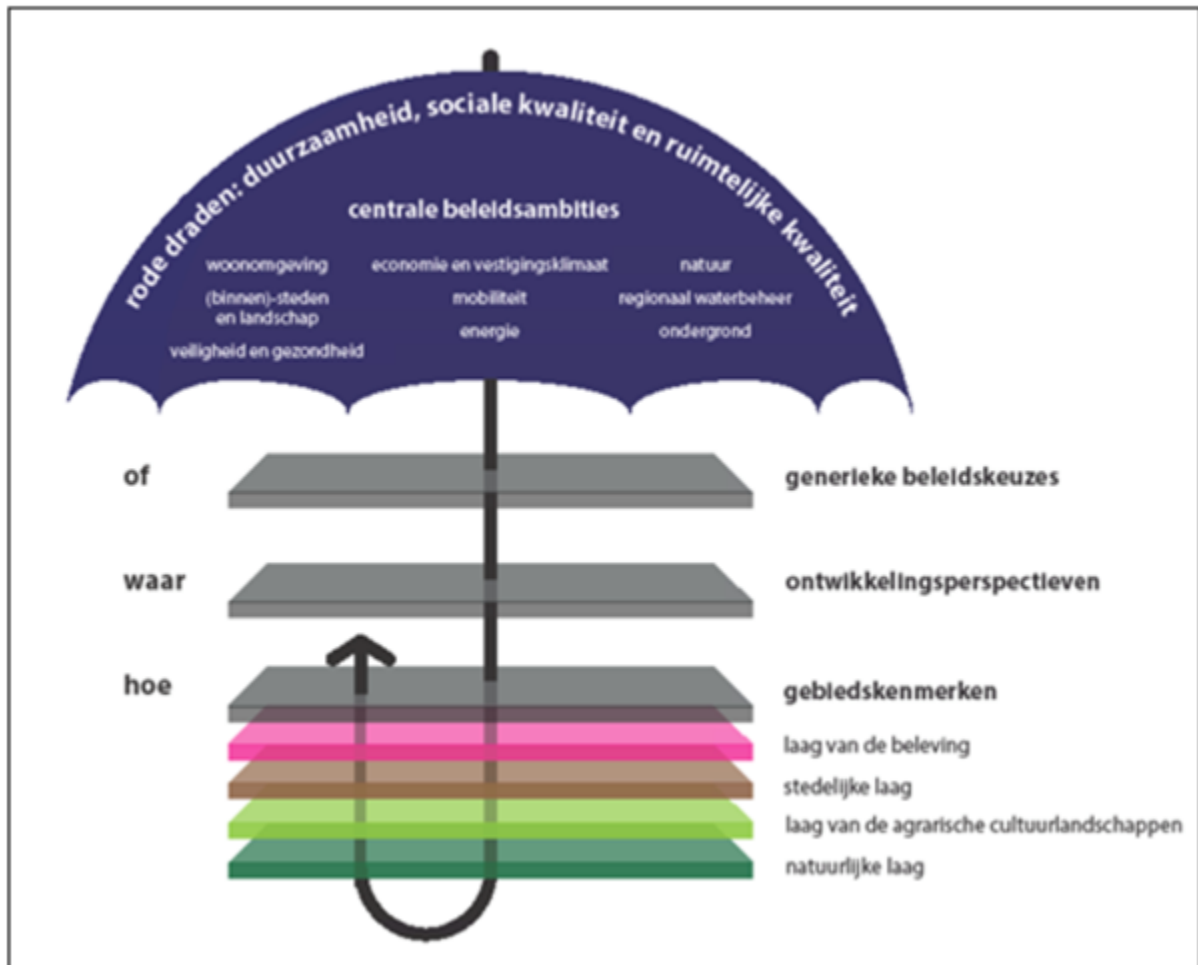 rode draden: duurzaamheid, sociale kwaliteit en ruimtelijke kwaliteit
centrale beleidsambities
woonomgeving
(binnen)-steden
en landschap
veiligheid en gezondheid
economie en vestigingsklimaat
mobiliteit
energie
natuur
regionaal waterbeheer
ondergrond
of
generieke beleidskeuzes
waar
ontwikkelingsperspectieven
hoe
gebiedskenmerken
laag van de beleving
stedelijke laag
laag van de agrarische cultuurlandschappen
natuurlijke laag